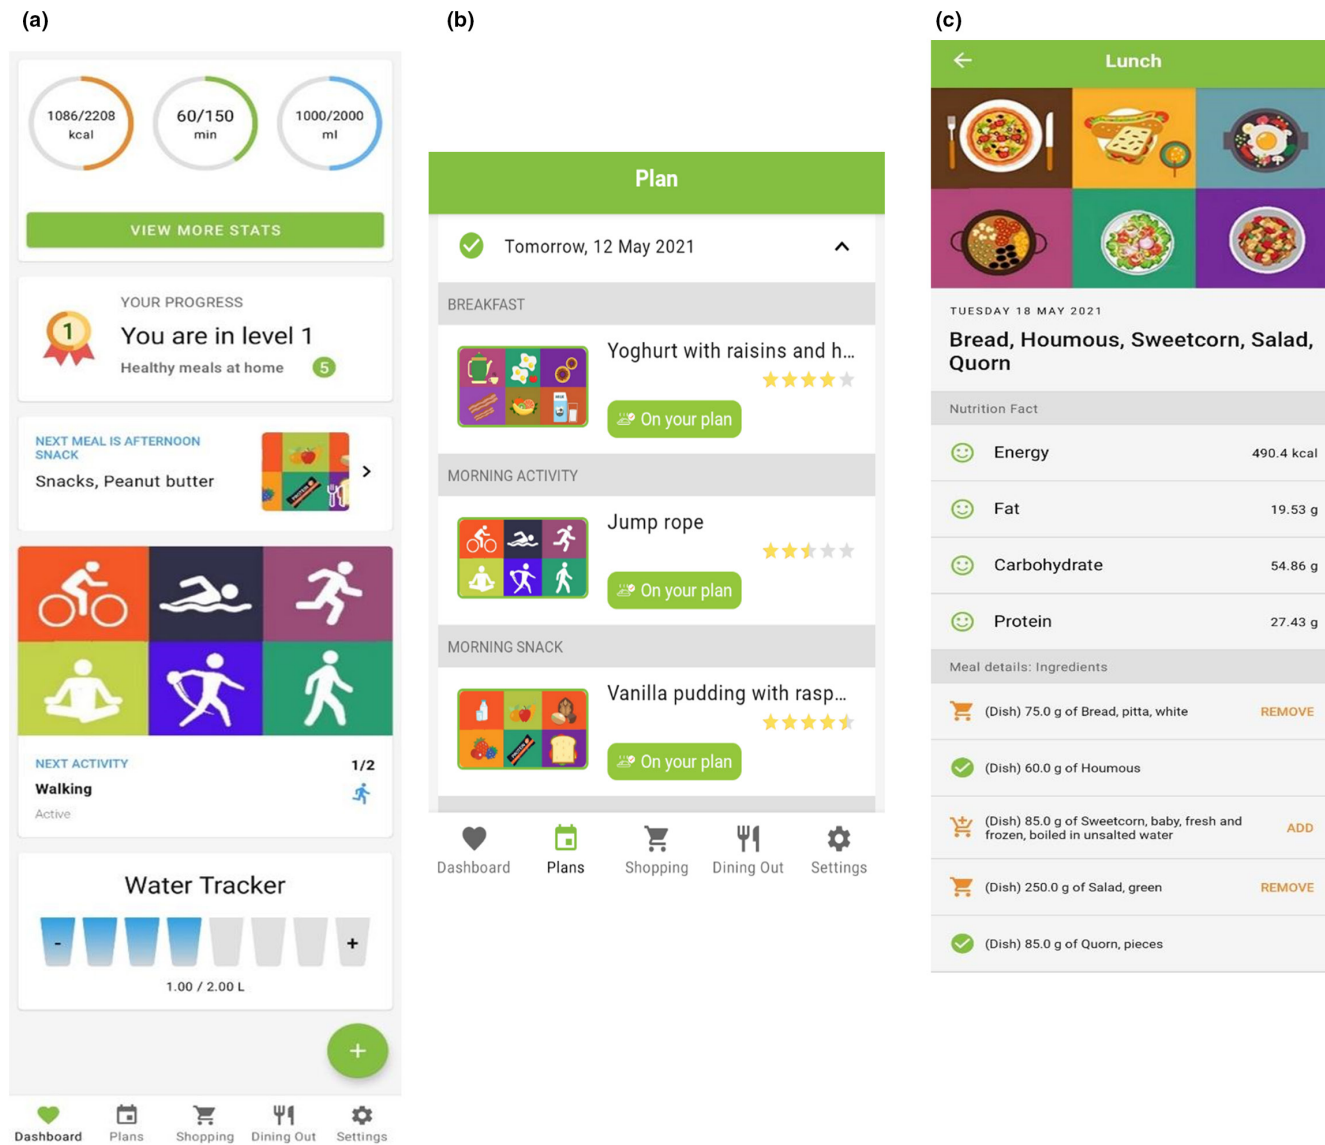 (a)
1086/2208
kcal
60/150
min
1000/2000
ml
VIEW MORE STATS
YOUR PROGRESS
1
You are in level 1
Healthy meals at home 5
NEXT MEAL IS AFTERNOON
SNACK
Snacks, Peanut butter
NEXT ACTIVITY 1/2
Walking
Active
Water Tracker
- +
1.00 / 2.00 L
+
Dashboard Plans Shopping Dining Out Settings
(b)
Plan
Tomorrow, 12 May 2021
BREAKFAST
Yoghurt with raisins and h...
On your plan
MORNING ACTIVITY
Jump rope
On your plan
MORNING SNACK
Vanilla pudding with rasp...
On your plan
Dashboard Plans Shopping Dining Out Settings
(c)
Lunch
TUESDAY 18 MAY 2021
Bread, Houmous, Sweetcorn, Salad,
Quorn
Nutrition Fact
Energy 490.4 kcal
Fat 19.53 g
Carbohydrate 54.86 g
Protein 27.43 g
Meal details: Ingredients
(Dish) 75.0 g of Bread, pitta, white REMOVE
(Dish) 60.0 g of Houmous
(Dish) 85.0 g of Sweetcorn, baby, fresh and
frozen, boiled in unsalted water ADD
(Dish) 250.0 g of Salad, green REMOVE
(Dish) 85.0 g of Quorn, pieces